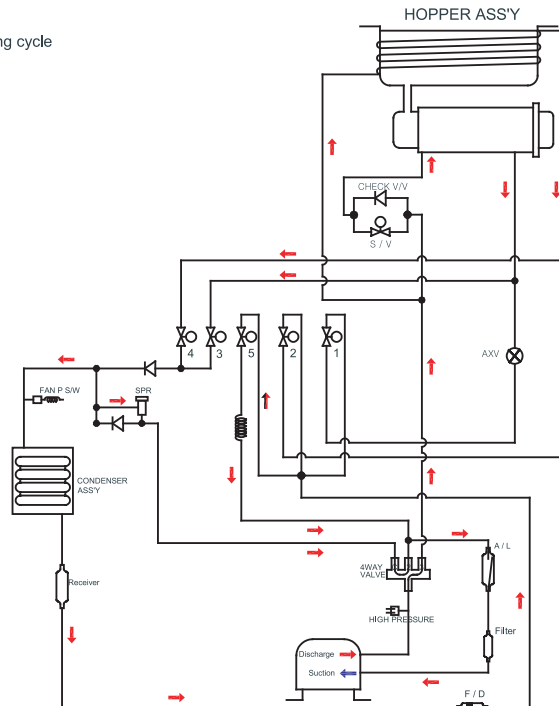 HOPPER ASS'Y
ng cycle
CHECK V/V
S / V
4
3
5
2
1
AXV
FAN P S/W
SPR
CONDENSER
ASS'Y
4WAY
VALVE
A / L
Receiver
HIGH PRESSURE
Filter
Discharge
Suction
F / D